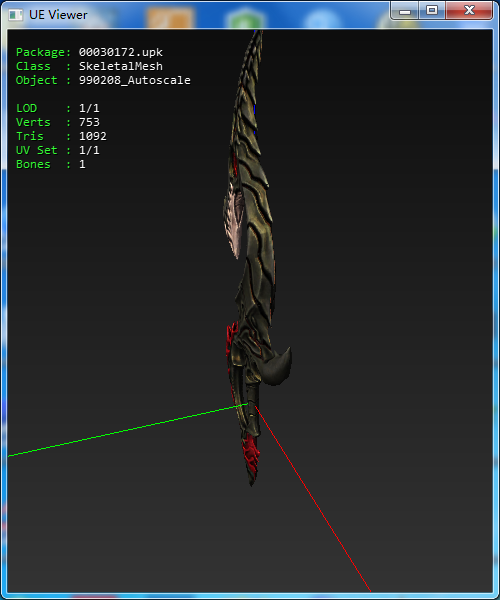 UE Viewer
Package: 00030172.upk
Class  : SkeletalMesh
Object : 990208_Autoscale
LOD    : 1/1
Verts  : 753
Tris   : 1092
UV Set : 1/1
Bones  : 1